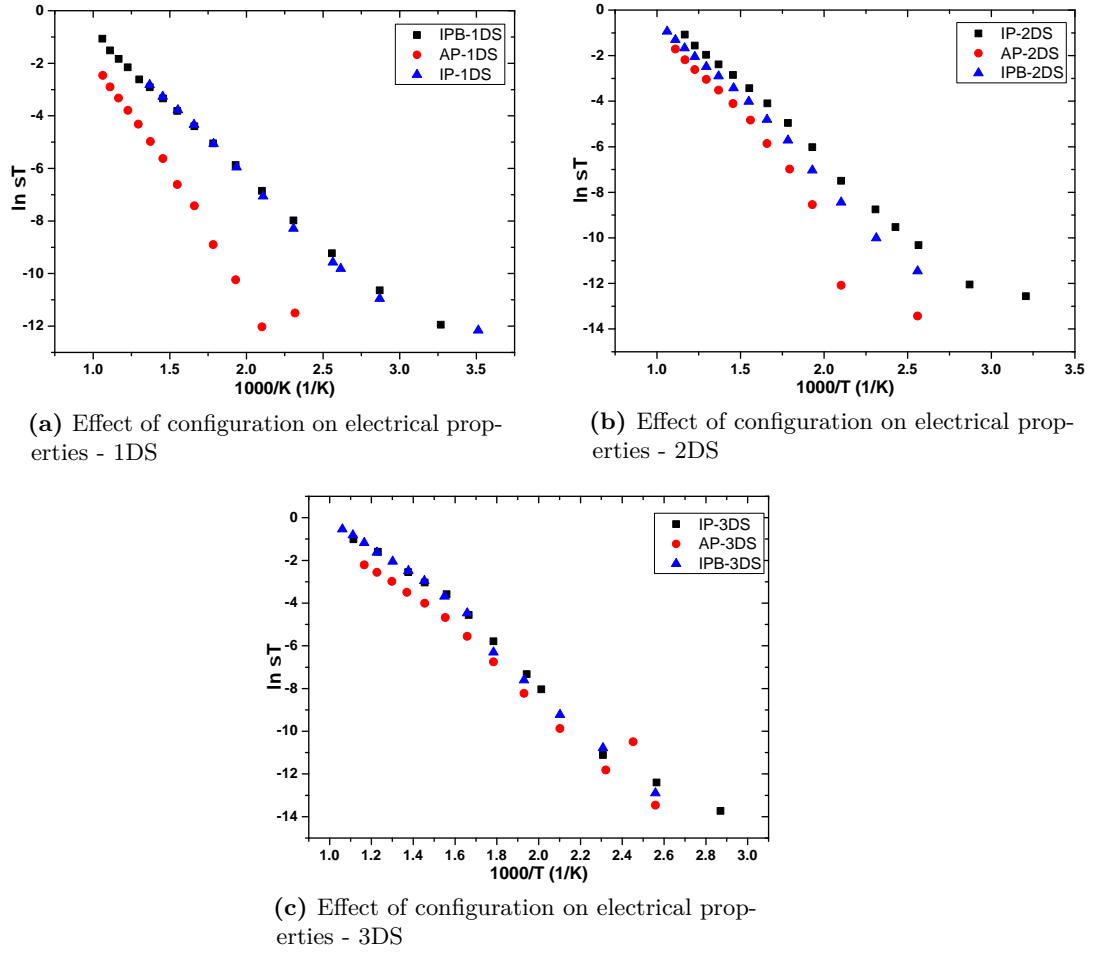 0
-2
-4
-6
-8
-10
-12
ln sT
1.0 1.5 2.0 2.5 3.0 3.5
1000/K (1/K)
IPB-1DS
AP-1DS
IP-1DS
(a) Effect of configuration on electrical prop-
erties - 1DS
0
-2
-4
-6
-8
-10
-12
-14
ln sT
1.0 1.5 2.0 2.5 3.0 3.5
1000/T (1/K)
IP-2DS
AP-2DS
IPB-2DS
(b) Effect of configuration on electrical prop-
erties - 2DS
0
-2
-4
-6
-8
-10
-12
-14
ln sT
1.0 1.2 1.4 1.6 1.8 2.0 2.2 2.4 2.6 2.8 3.0
1000/T (1/K)
IP-3DS
AP-3DS
IPB-3DS
(c) Effect of configuration on electrical prop-
erties - 3DS